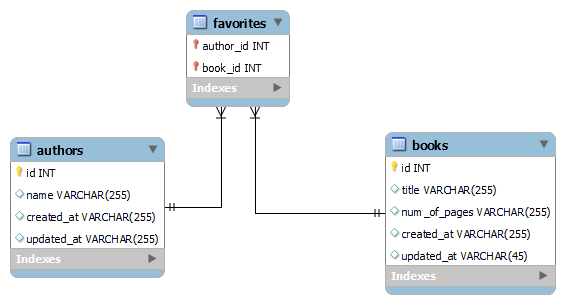 favorites
author_id INT
book_id INT
Indexes
authors
id INT
name VARCHAR(255)
created_at VARCHAR(255)
updated_at VARCHAR(255)
Indexes
books
id INT
title VARCHAR(255)
num _of_pages VARCHAR(255)
created_at VARCHAR(255)
updated_at VARCHAR(45)
Indexes